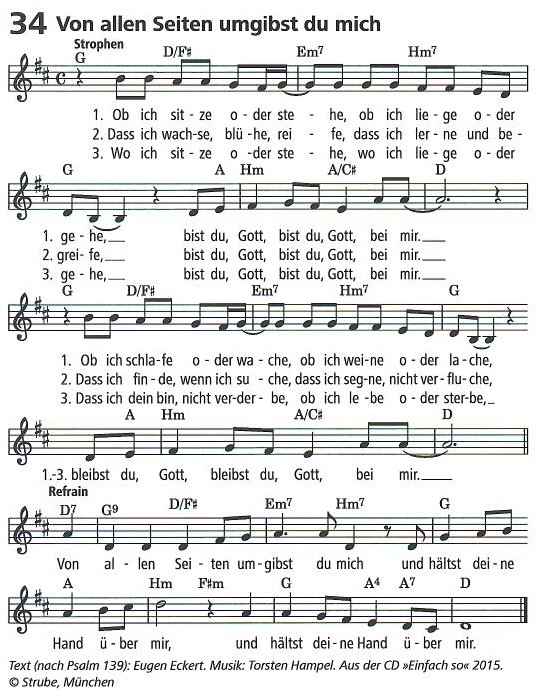 34 Von allen Seiten umgibst du mich
Strophen
G D/F♯ Em7 Hm7
1. Ob ich sit - ze o - der ste - he, ob ich lie - ge o - der
2. Dass ich wach - se, blü - he, rei - fe, dass ich ler - ne und be -
3. Wo ich sit - ze o - der ste - he, wo ich lie - ge o - der
G A Hm A/C♯ D
1. ge - he,__ bist du, Gott, bist du, Gott, bei mir.___
2. grei - fe, bist du, Gott, bist du, Gott, bei mir.___
3. ge - he,__ bist du, Gott, bist du, Gott, bei mir.___
G D/F♯ Em7 Hm7 G
1. Ob ich schla - fe o - der wa - che, ob ich wei - ne o - der la - che,
2. Dass ich fin - de, wenn ich su - che, dass ich seg - ne, nicht ver - flu - che,
3. Dass ich dein bin, nicht ver - der - be, ob ich le - be o - der ster - be,_
A Hm A/C♯ D
1.-3. bleibst du, Gott, bleibst du, Gott, bei mir.____
Refrain
D7 G9 D/F♯ Em7 Hm7 G
Von al - len Sei - ten um - gibst du mich und hältst dei - ne
A Hm F♯m A G A4 A7 D
Hand ü - ber mir, und hältst dei - ne Hand ü - ber mir.
Text (nach Psalm 139): Eugen Eckert. Musik: Torsten Hampel. Aus der CD »Einfach so« 2015.
© Strube, München